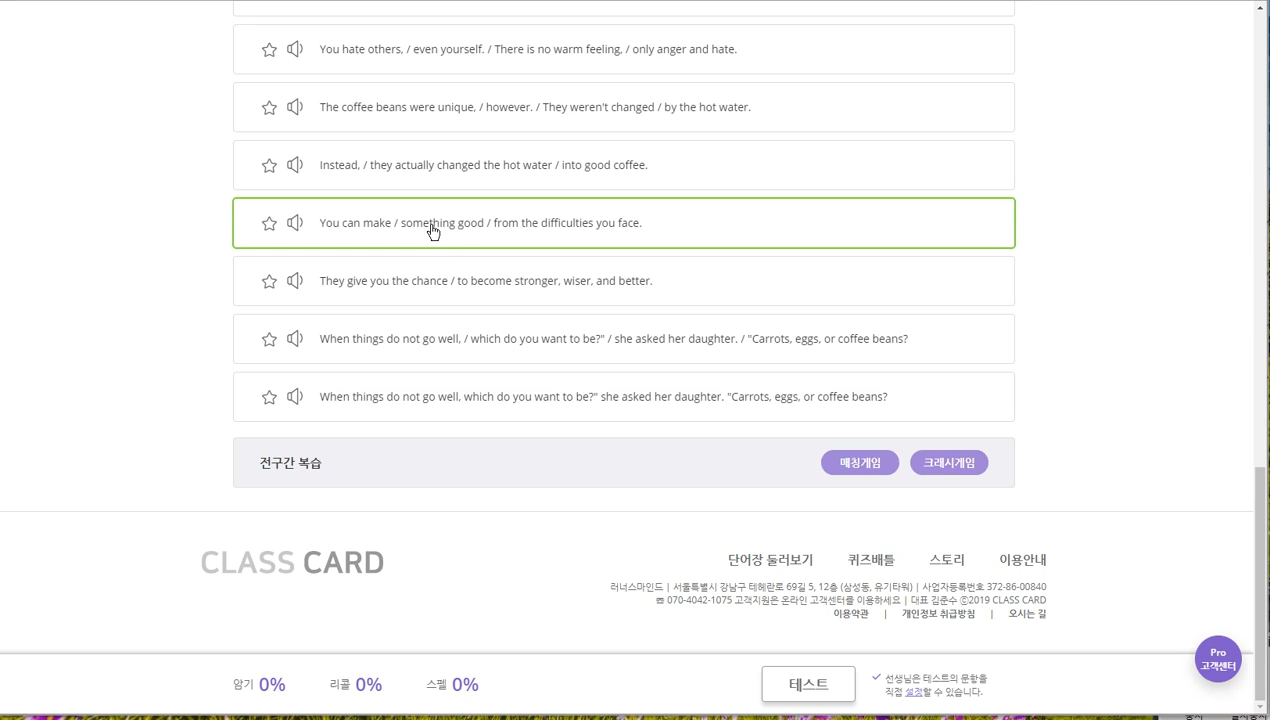 You hate others, / even yourself. / There is no warm feeling, / only anger and hate.
The coffee beans were unique, / however. / They weren't changed / by the hot water.
Instead, / they actually changed the hot water / into good coffee.
You can make / something good / from the difficulties you face.
They give you the chance / to become stronger, wiser, and better.
When things do not go well, / which do you want to be?" / she asked her daughter. / "Carrots, eggs, or coffee beans?
When things do not go well, which do you want to be?" she asked her daughter. "Carrots, eggs, or coffee beans?
전구간 복습 매칭게임 크래시게임
CLASS CARD
단어장 둘러보기 퀴즈배틀 스토리 이용안내
러너스마인드 | 서울특별시 강남구 테헤란로 69길 5, 12층 (삼성동, 유기타워) | 사업자등록번호 372-86-00840
☎ 070-4042-1075 고객지원은 온라인 고객센터를 이용하세요 | 대표 김준수 ⓒ2019 CLASS CARD
이용약관 | 개인정보 취급방침 | 오시는 길
Pro
고객센터
암기 0% 리콜 0% 스펠 0% 테스트
선생님은 테스트의 문항을
직접 설정할 수 있습니다.